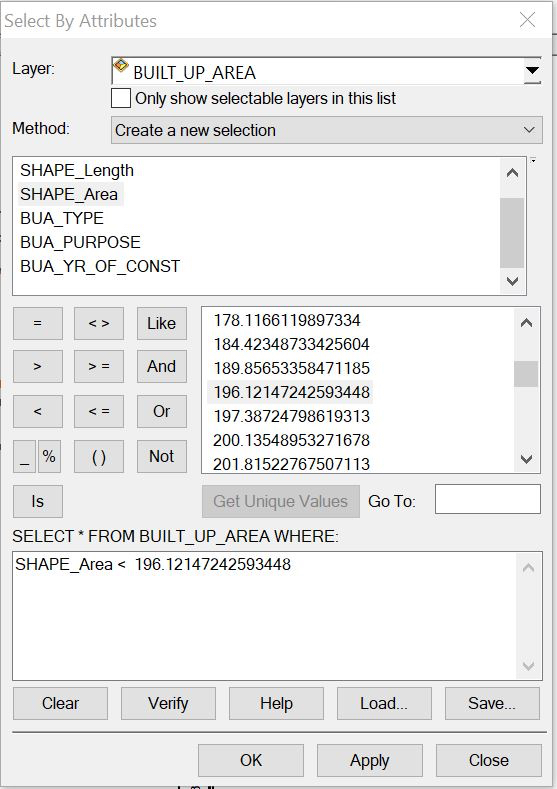 Select By Attributes
Layer: BUILT_UP_AREA
Only show selectable layers in this list
Method: Create a new selection
SHAPE_Length
SHAPE_Area
BUA_TYPE
BUA_PURPOSE
BUA_YR_OF_CONST
= < > Like
> > = And
< < = Or
_ % ( ) Not
Is
178.1166119897334
184.42348733425604
189.85653358471185
196.12147242593448
197.38724798619313
200.13548953271678
201.81522767507113
Get Unique Values Go To:
SELECT * FROM BUILT_UP_AREA WHERE:
SHAPE_Area < 196.12147242593448
Clear Verify Help Load... Save...
OK Apply Close